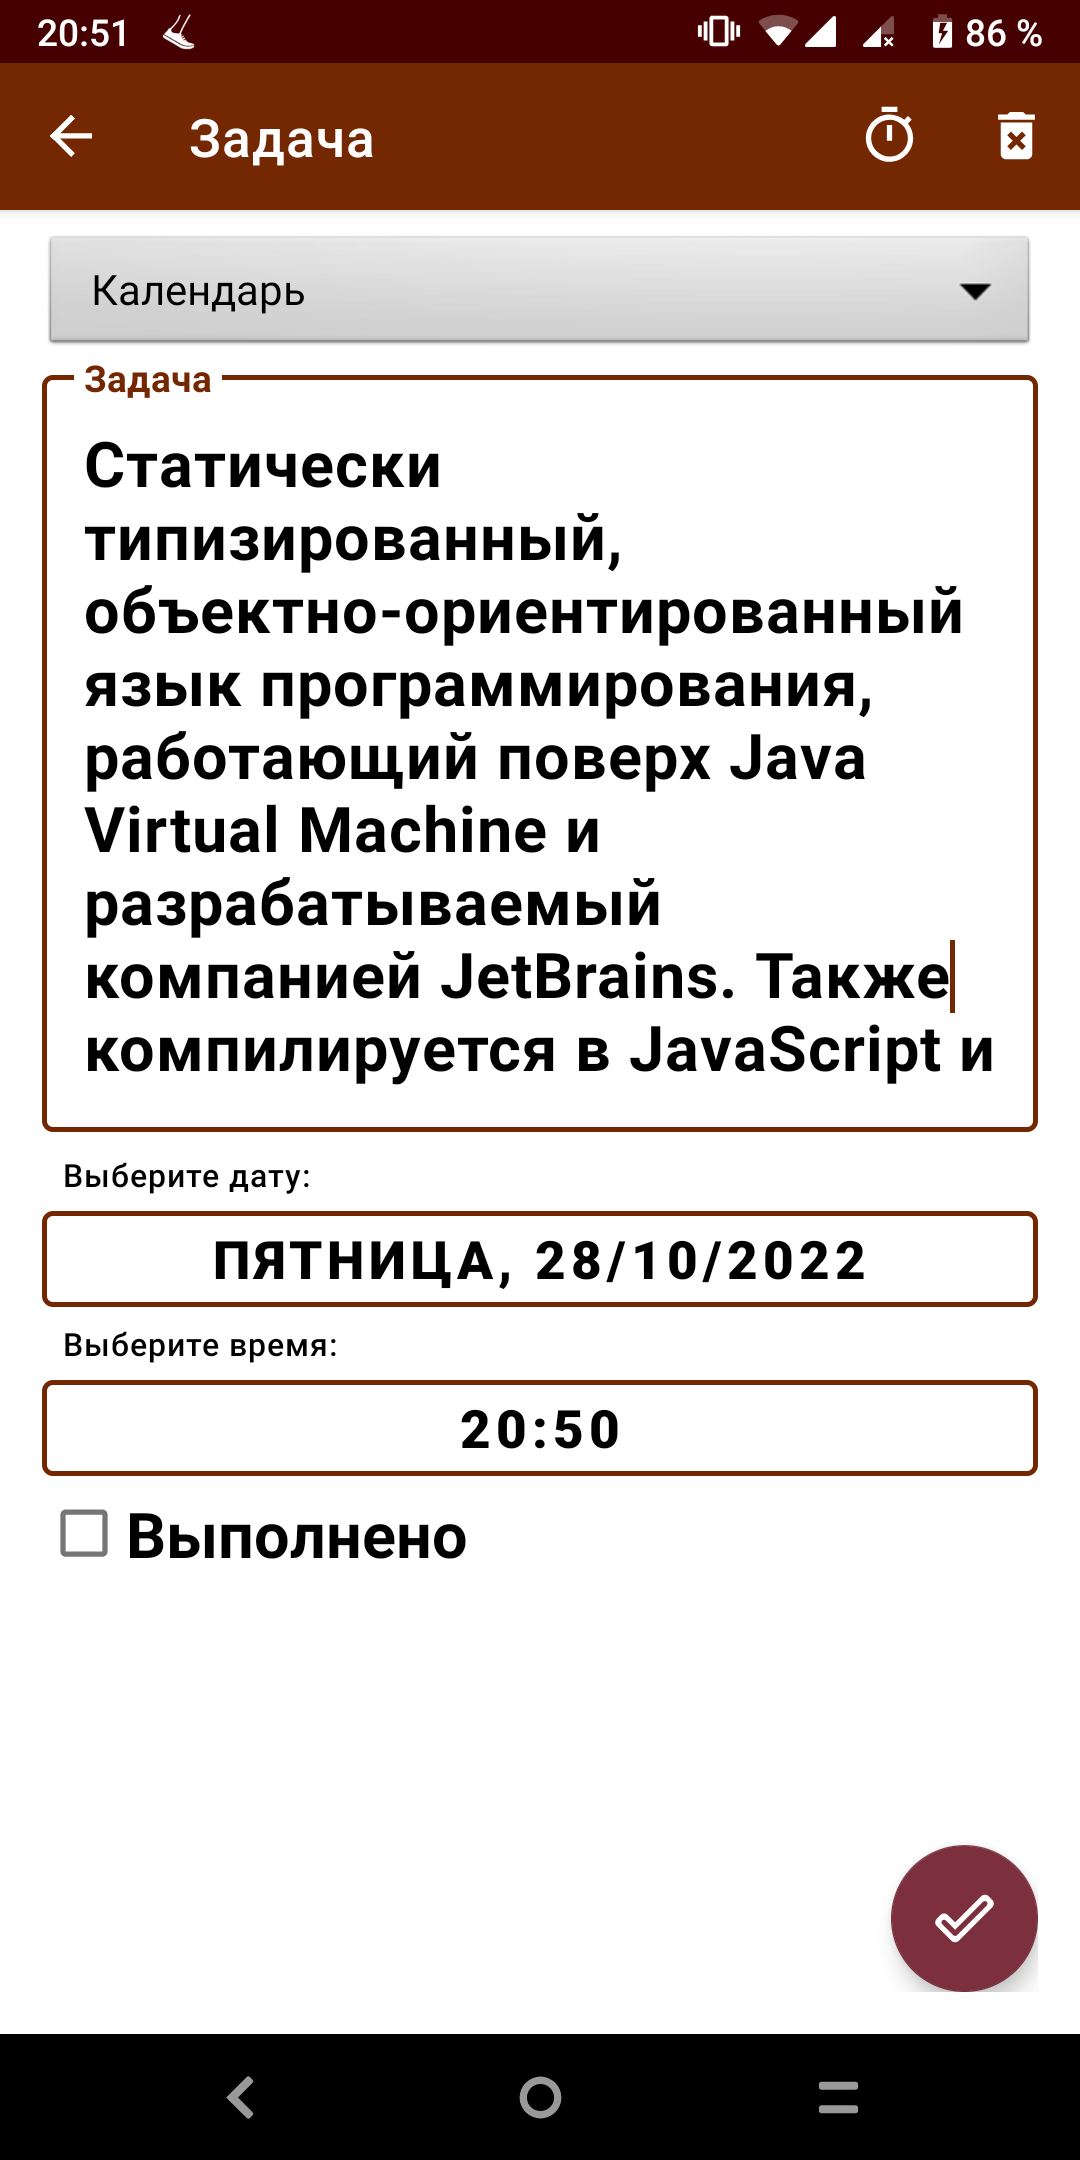 20:51
86 %
Задача
Календарь
Задача
Статически
типизированный,
объектно-ориентированный
язык программирования,
работающий поверх Java
Virtual Machine и
разрабатываемый
компанией JetBrains. Также
компилируется в JavaScript и
Выберите дату:
ПЯТНИЦА, 28/10/2022
Выберите время:
20:50
Выполнено